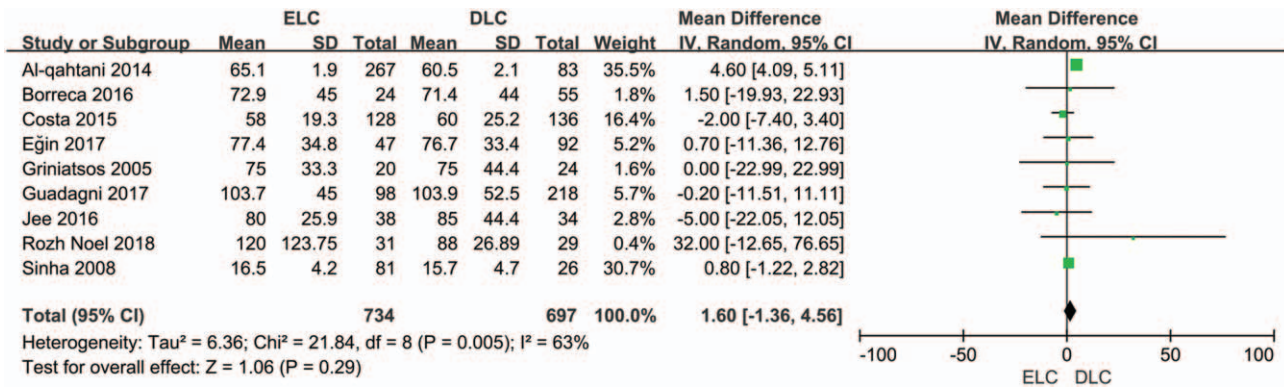 ELC DLC Mean Difference Mean Difference
Study or Subgroup Mean SD Total Mean SD Total Weight IV, Random, 95% CI IV, Random, 95% CI
Al-qahtani 2014 65.1 1.9 267 60.5 2.1 83 35.5% 4.60 [4.09, 5.11]
Borreca 2016 72.9 45 24 71.4 44 55 1.8% 1.50 [-19.93, 22.93]
Costa 2015 58 19.3 128 60 25.2 136 16.4% -2.00 [-7.40, 3.40]
Eğin 2017 77.4 34.8 47 76.7 33.4 92 5.2% 0.70 [-11.36, 12.76]
Griniatsos 2005 75 33.3 20 75 44.4 24 1.6% 0.00 [-22.99, 22.99]
Guadagni 2017 103.7 45 98 103.9 52.5 218 5.7% -0.20 [-11.51, 11.11]
Jee 2016 80 25.9 38 85 44.4 34 2.8% -5.00 [-22.05, 12.05]
Rozh Noel 2018 120 123.75 31 88 26.89 29 0.4% 32.00 [-12.65, 76.65]
Sinha 2008 16.5 4.2 81 15.7 4.7 26 30.7% 0.80 [-1.22, 2.82]
Total (95% CI) 734 697 100.0% 1.60 [-1.36, 4.56]
Heterogeneity: Tau² = 6.36; Chi² = 21.84, df = 8 (P = 0.005); I² = 63%
Test for overall effect: Z = 1.06 (P = 0.29)
-100 -50 0 50 100
ELC DLC